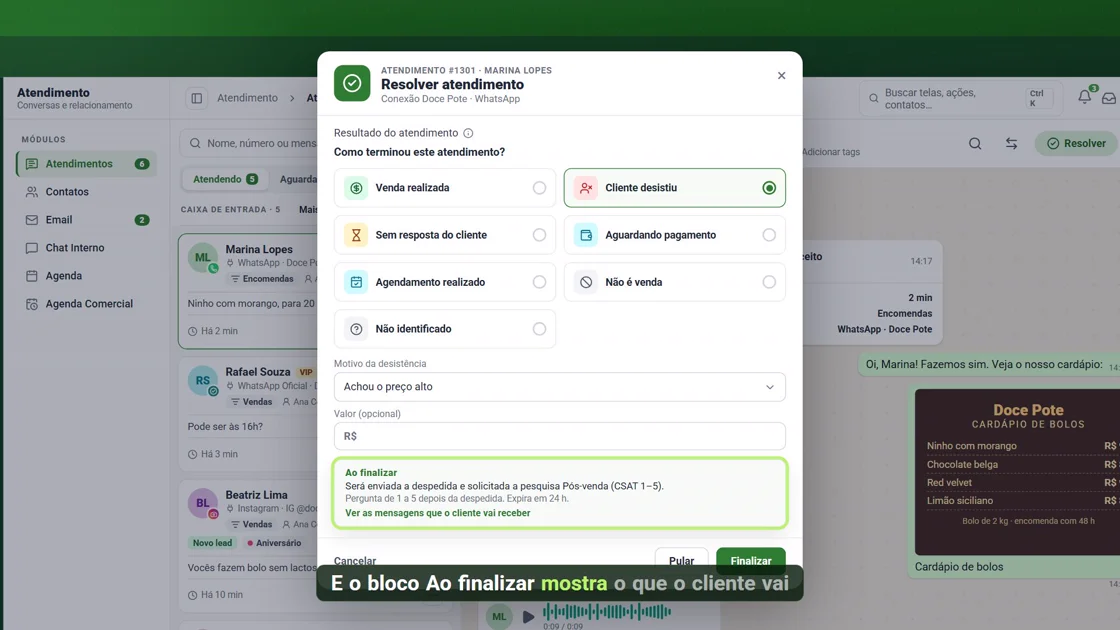 Atendimento
Conversas e relacionamento
MÓDULOS
Atendimentos 6
Contatos
Email 2
Chat Interno
Agenda
Agenda Comercial
Atendimento > At
Nome, número ou mens
Atendendo 5 Aguarda
CAIXA DE ENTRADA · 5 Mais
ML
Marina Lopes
WhatsApp · Doce Po
Encomendas
Ninho com morango, para 20
Há 2 min
RS
Rafael Souza VIP
WhatsApp Oficial · D
Vendas Ana C
Pode ser às 16h?
Há 3 min
BL
Beatriz Lima
Instagram · IG @do
Vendas Ana C
Novo lead Aniversário
Vocês fazem bolo sem lactos
Há 10 min
ATENDIMENTO #1301 · MARINA LOPES
Resolver atendimento
Conexão Doce Pote · WhatsApp
Resultado do atendimento
Como terminou este atendimento?
Venda realizada
Cliente desistiu
Sem resposta do cliente
Aguardando pagamento
Agendamento realizado
Não é venda
Não identificado
Motivo da desistência
Achou o preço alto
Valor (opcional)
R$
Ao finalizar
Será enviada a despedida e solicitada a pesquisa Pós-venda (CSAT 1–5).
Pergunta de 1 a 5 depois da despedida. Expira em 24 h.
Ver as mensagens que o cliente vai receber
Cancelar
Pular
Finalizar
E o bloco Ao finalizar mostra o que o cliente vai
Buscar telas, ações,
contatos...
Ctrl
K
3
Adicionar tags
Resolver
ceito
14:17
2 min
Encomendas
WhatsApp · Doce Pote
Oi, Marina! Fazemos sim. Veja o nosso cardápio:
14:
Doce Pote
CARDÁPIO DE BOLOS
Ninho com morango R$
Chocolate belga R$
Red velvet R$
Limão siciliano R$
Bolo de 2 kg · encomenda com 48 h
Cardápio de bolos
14:
ML
0:09 / 0:09